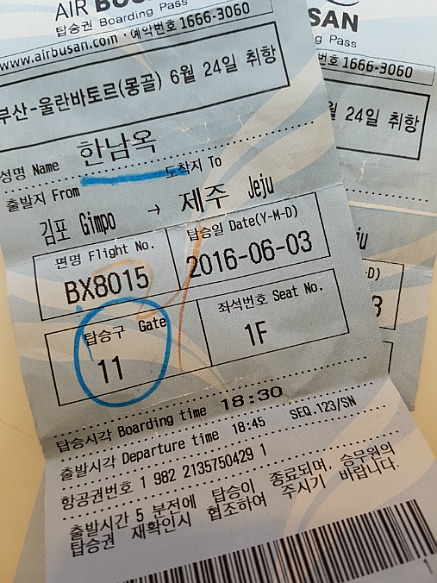 AIR BUSAN
탑승권 Boarding Pass
www.airbusan.com · 예약번호 1666-3060
부산-울란바토르(몽골) 6월 24일 취항
성명 Name 한남옥
출발지 From 도착지 To
김포 Gimpo → 제주 Jeju
편명 Flight No. 탑승일 Date(Y-M-D)
BX8015 2016-06-03
탑승구 Gate 좌석번호 Seat No.
11 1F
탑승시각 Boarding time 18:30
출발시각 Departure time 18:45 SEQ.123/SN
항공권번호 1 982 2135750429 1
출발시간 5 분전에 탑승이 종료되며, 승무원의
탑승권 재확인시 협조하여 주시기 바랍니다.
USAN
ng Pass
호 1666-3060
24일 취항
ju
-D)
3